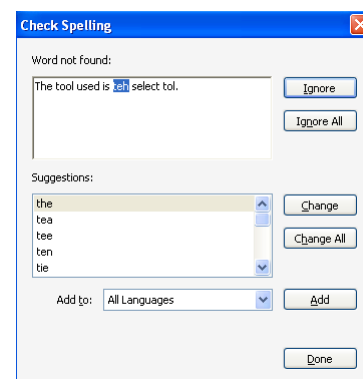 Check Spelling
Word not found:
The tool used is teh select tol.
Ignore
Ignore All
Suggestions:
the
tea
tee
ten
tie
Change
Change All
Add to:
All Languages
Add
Done